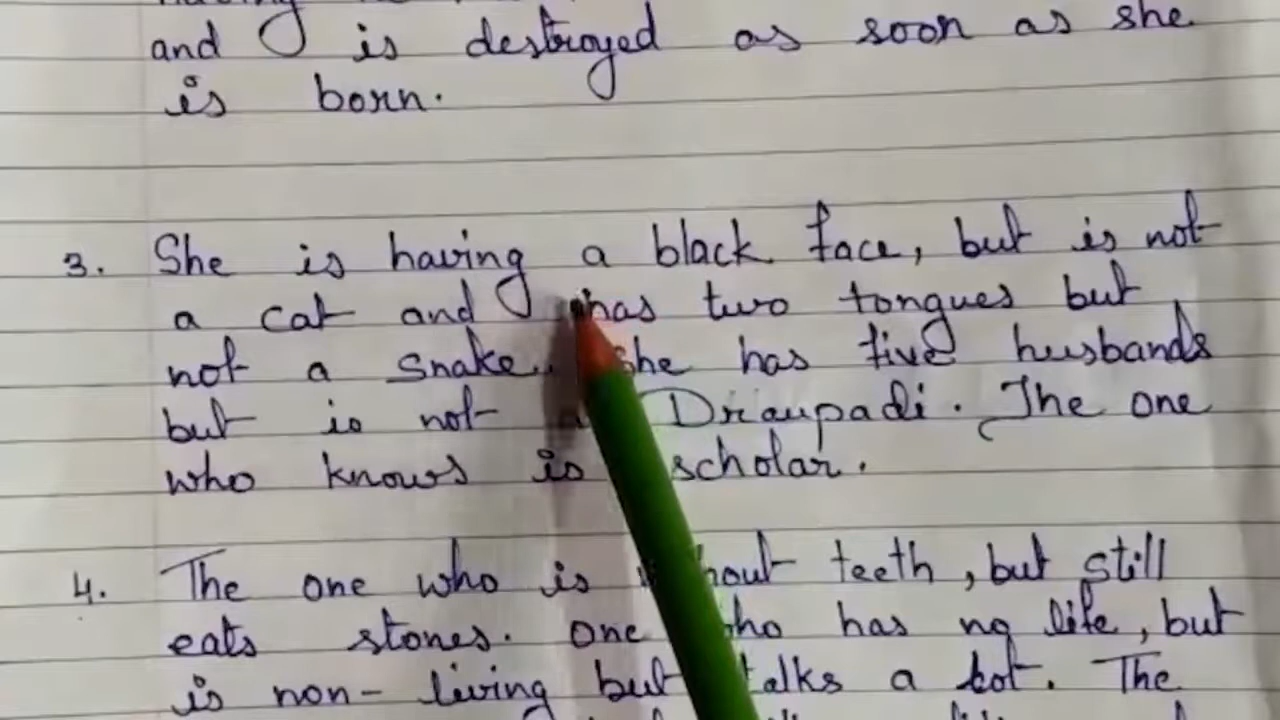 and is destroyed as soon as she
is born.
3. She is having a black face, but is not
a cat and has two tongues but
not a snake. she has five husbands
but is not Draupadi. The one
who knows is scholar.
4. The one who is teeth, but still
eats stones. One who has no life, but
is non-living but talks a lot. The